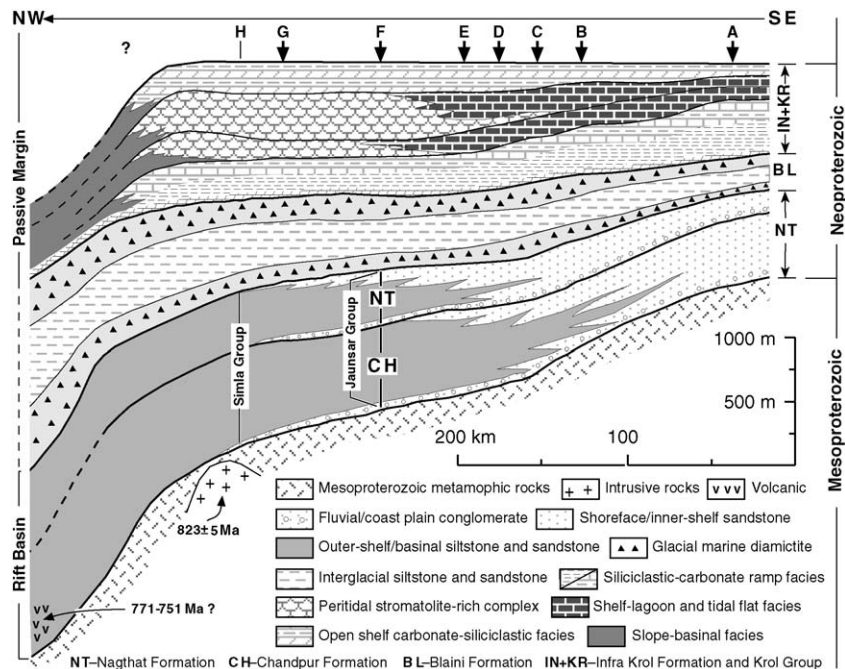 NW SE
H G F E D C B A
?
Passive Margin
Rift Basin
IN+KR
BL
NT
Neoproterozoic
Mesoproterozoic
Simla Group
Jaunsar Group
NT
CH
1000 m
500 m
200 km 100
823±5 Ma
771-751 Ma ?
Mesoproterozoic metamophic rocks
Intrusive rocks
Volcanic
Fluvial/coast plain conglomerate
Shoreface/inner-shelf sandstone
Outer-shelf/basinal siltstone and sandstone
Glacial marine diamictite
Interglacial siltstone and sandstone
Siliciclastic-carbonate ramp facies
Peritidal stromatolite-rich complex
Shelf-lagoon and tidal flat facies
Open shelf carbonate-siliciclastic facies
Slope-basinal facies
NT–Nagthat Formation CH–Chandpur Formation BL–Blaini Formation IN+KR–Infra Krol Formation and Krol Group